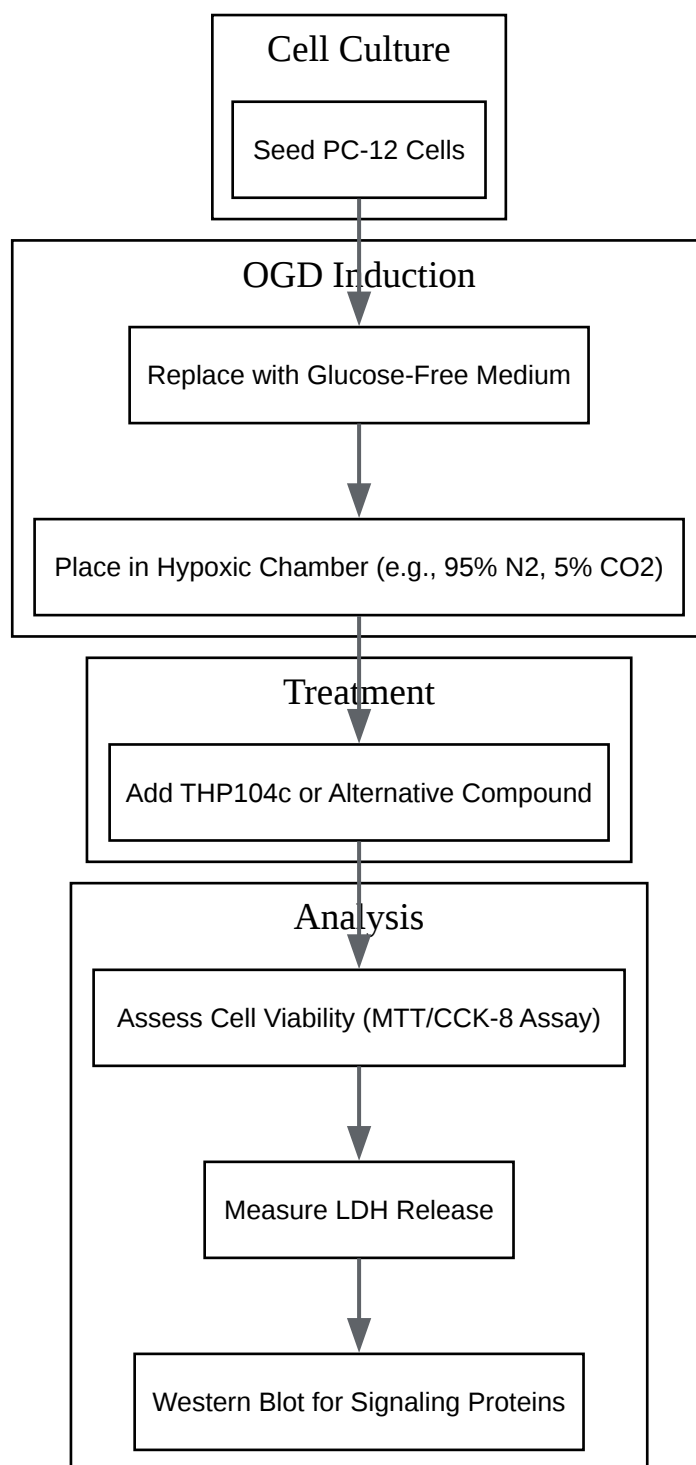 Cell Culture
Seed PC-12 Cells
OGD Induction
Replace with Glucose-Free Medium
Place in Hypoxic Chamber (e.g., 95% N2, 5% CO2)
Treatment
Add THP104c or Alternative Compound
Analysis
Assess Cell Viability (MTT/CCK-8 Assay)
Measure LDH Release
Western Blot for Signaling Proteins